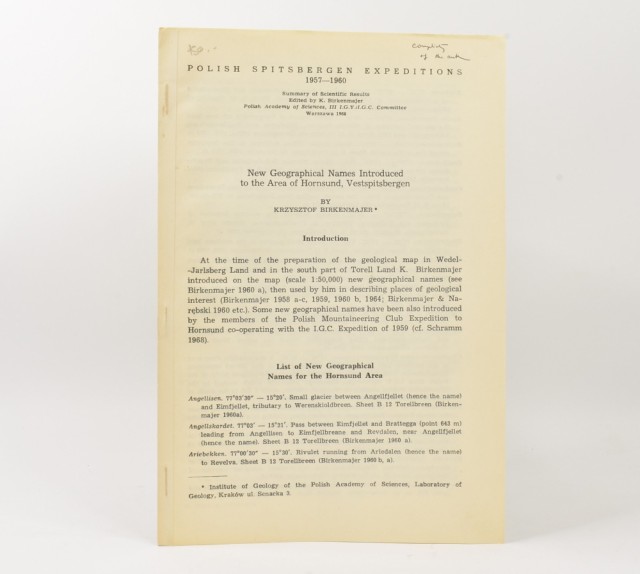 POLISH SPITSBERGEN EXPEDITIONS
1957—1960
Summary of Scientific Results
Edited by K. Birkenmajer
Polish Academy of Sciences, III I.G.Y./I.G.C. Committee
Warszawa 1968
New Geographical Names Introduced
to the Area of Hornsund, Vestspitsbergen
BY
KRZYSZTOF BIRKENMAJER *
Introduction
At the time of the preparation of the geological map in Wedel-
-Jarlsberg Land and in the south part of Torell Land K. Birkenmajer
introduced on the map (scale 1:50,000) new geographical names (see
Birkenmajer 1960 a), then used by him in describing places of geological
interest (Birkenmajer 1958 a-c, 1959, 1960 b, 1964; Birkenmajer & Na-
rębski 1960 etc.). Some new geographical names have been also introduced
by the members of the Polish Mountaineering Club Expedition to
Hornsund co-operating with the I.G.C. Expedition of 1959 (cf. Schramm
1968).
List of New Geographical
Names for the Hornsund Area
Angellisen. 77°03'30" — 15°20'. Small glacier between Angellfjellet (hence the name)
and Eimfjellet, tributary to Werenskioldbreen. Sheet B 12 Torellbreen (Birken-
majer 1960a).
Angellskardet. 77°03' — 15°21'. Pass between Eimfjellet and Brattegga (point 643 m)
leading from Angellisen to Eimfjellbreane and Revdalen, near Angellfjellet
(hence the name). Sheet B 12 Torellbreen (Birkenmajer 1960 a).
Ariebekken. 77°00'30" — 15°30'. Rivulet running from Ariedalen (hence the name)
to Revelva. Sheet B 12 Torellbreen (Birkenmajer 1960 b, a).
* Institute of Geology of the Polish Academy of Sciences, Laboratory of
Geology, Kraków ul. Senacka 3.